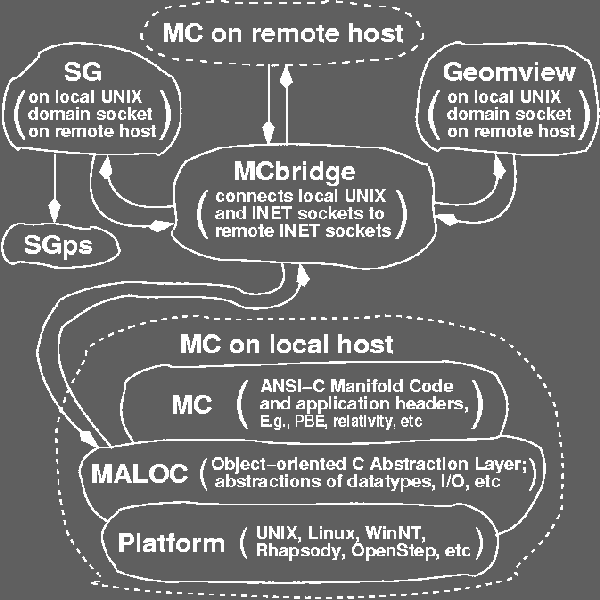 MC on remote host
SG
(on local UNIX
domain socket
on remote host)
Geomview
(on local UNIX
domain socket
on remote host)
MCbridge
(connects local UNIX
and INET sockets to
remote INET sockets)
SGps
MC on local host
MC (ANSI-C Manifold Code
and application headers,
E.g., PBE, relativity, etc)
MALOC (Object-oriented C Abstraction Layer;
abstractions of datatypes, I/O, etc)
Platform (UNIX, Linux, WinNT,
Rhapsody, OpenStep, etc)